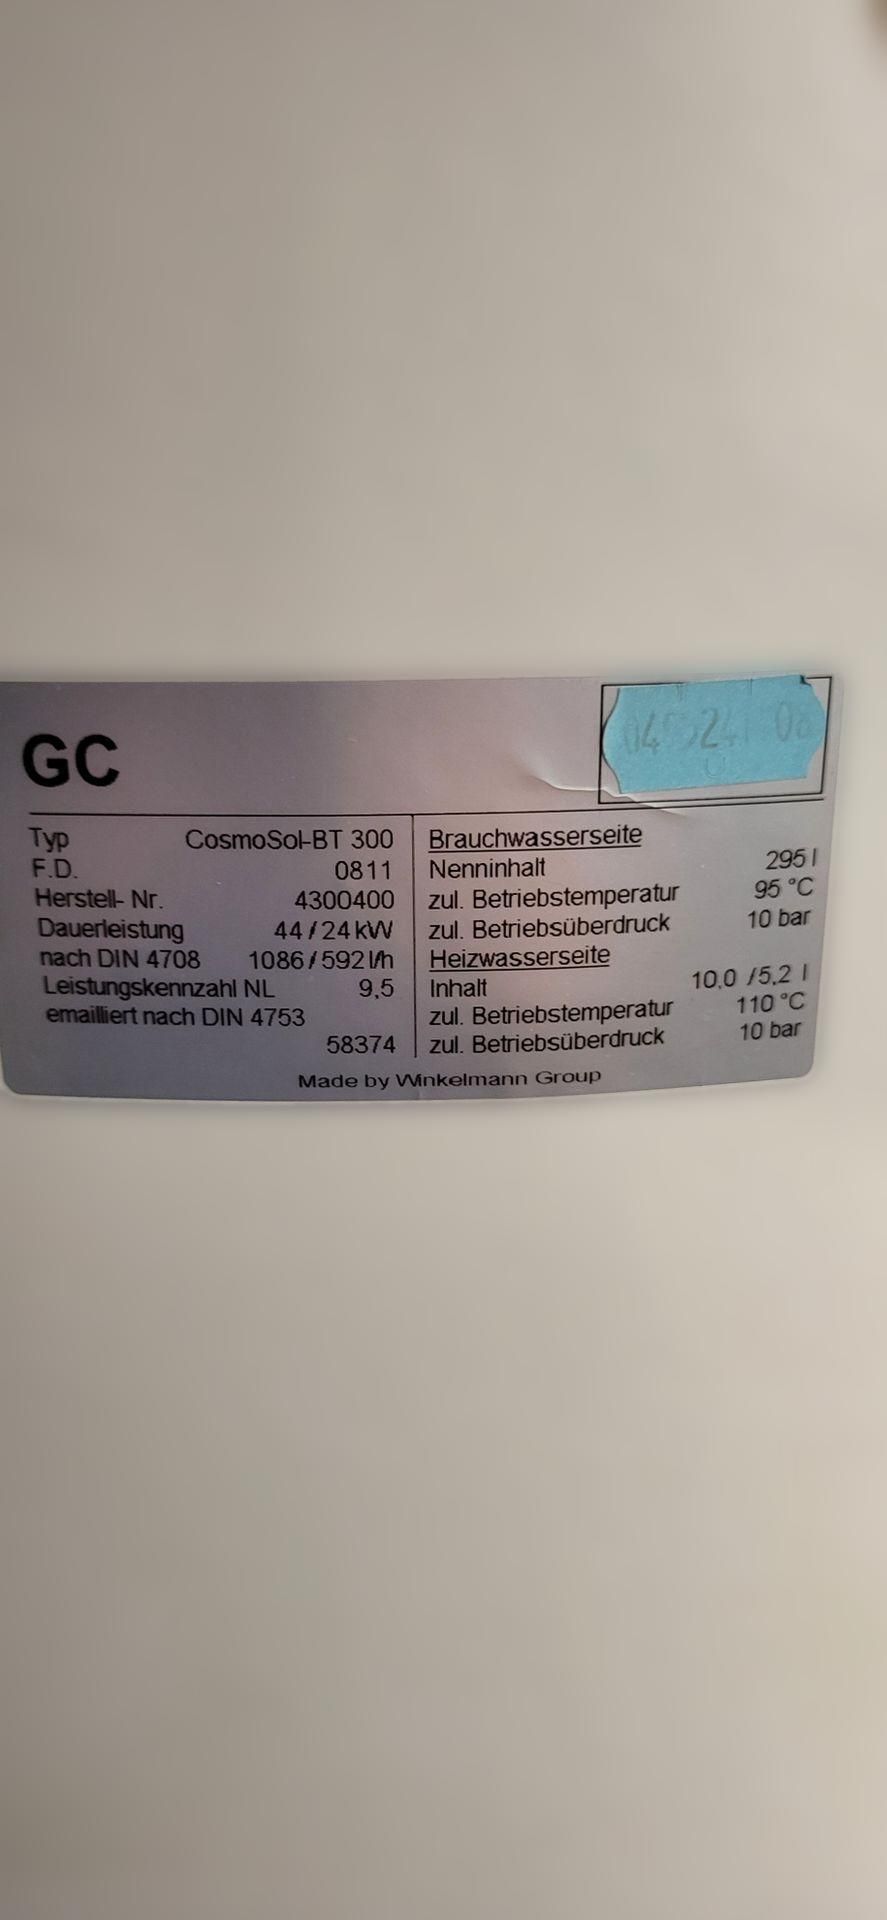 GC
Typ CosmoSol-BT 300
F.D. 0811
Herstell- Nr. 4300400
Dauerleistung 44 / 24 kW
nach DIN 4708 1086 / 592 l/h
Leistungskennzahl NL 9,5
emailliert nach DIN 4753
58374
Brauchwasserseite
Nenninhalt 295 l
zul. Betriebstemperatur 95 °C
zul. Betriebsüberdruck 10 bar
Heizwasserseite
Inhalt 10,0 /5,2 l
zul. Betriebstemperatur 110 °C
zul. Betriebsüberdruck 10 bar
Made by Winkelmann Group